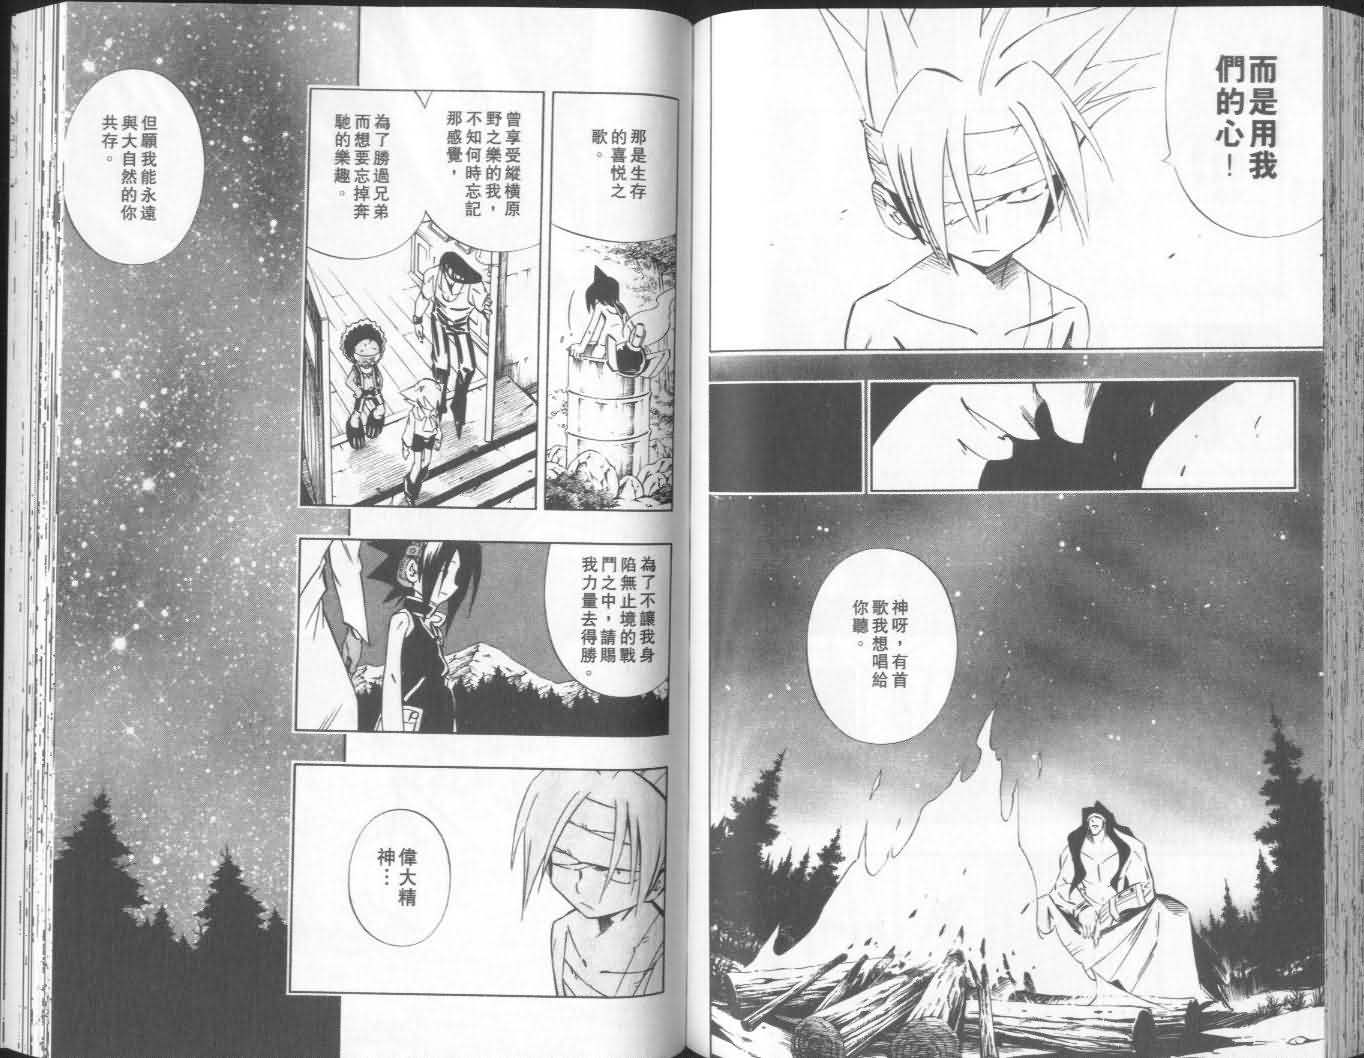 而是用我
們的心！
神呀，有首
歌我想唱給
你聽。
那是生存
的喜悅之
歌。
曾享受縱橫原
野之樂的我，
不知何時忘記
那感覺，
為了勝過兄弟
而想要忘掉奔
馳的樂趣。
為了不讓我身
陷無止境的戰
鬥之中，請賜
我力量去得勝。
偉大精
神…
但願我能永遠
與大自然的你
共存。